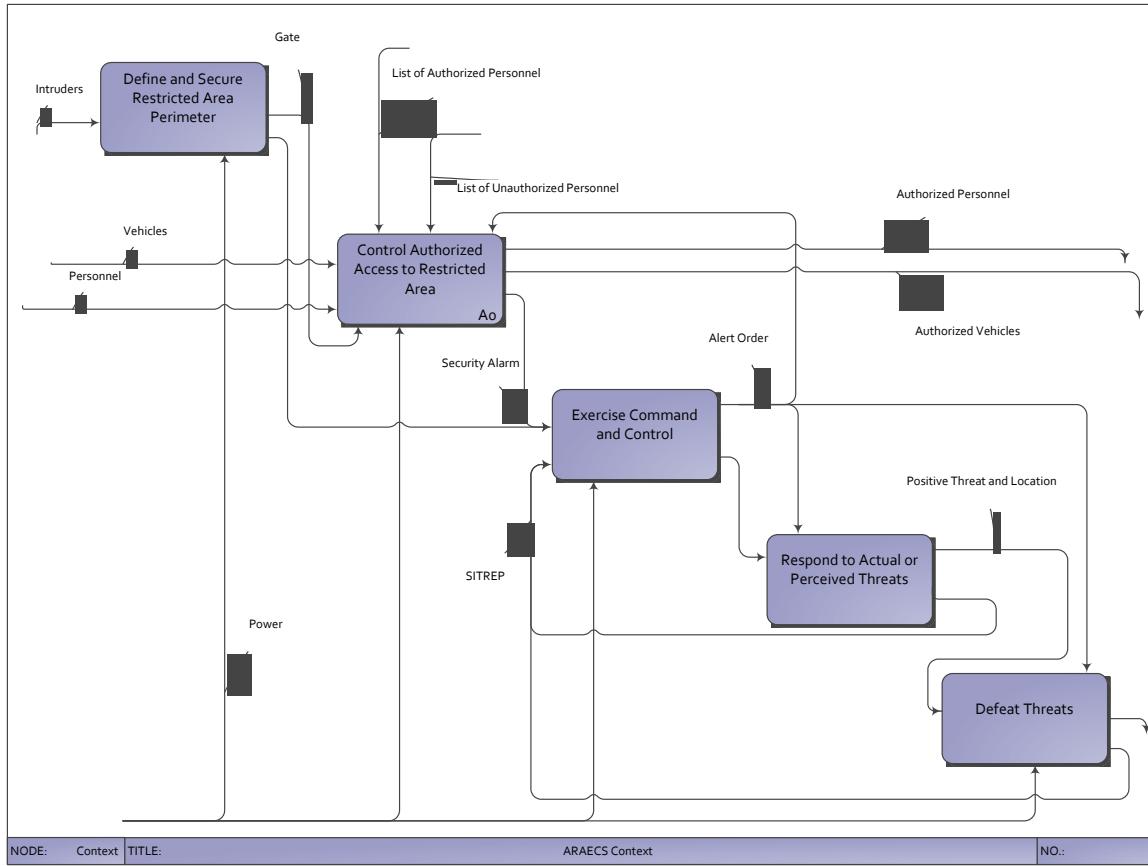 Gate
Define and Secure
Restricted Area
Perimeter
Intruders
List of Authorized Personnel
List of Unauthorized Personnel
Authorized Personnel
Vehicles
Personnel
Control Authorized
Access to Restricted
Area
Ao
Authorized Vehicles
Alert Order
Security Alarm
Exercise Command
and Control
Positive Threat and Location
SITREP
Respond to Actual or
Perceived Threats
Power
Defeat Threats
NODE: Context TITLE: ARAECS Context NO.: